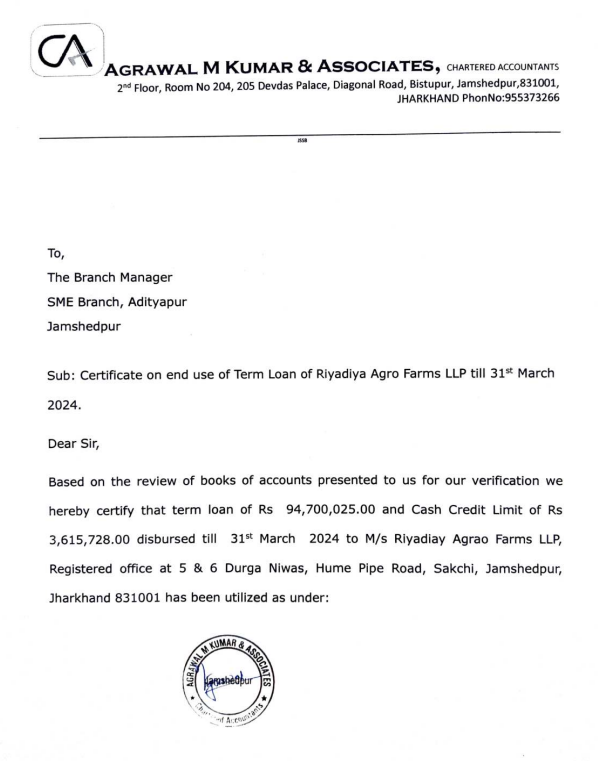 CA
AGRAWAL M KUMAR & ASSOCIATES, CHARTERED ACCOUNTANTS
2nd Floor, Room No 204, 205 Devdas Palace, Diagonal Road, Bistupur, Jamshedpur,831001,
JHARKHAND PhonNo:955373266
To,
The Branch Manager
SME Branch, Adityapur
Jamshedpur
Sub: Certificate on end use of Term Loan of Riyadiya Agro Farms LLP till 31st March
2024.
Dear Sir,
Based on the review of books of accounts presented to us for our verification we
hereby certify that term loan of Rs 94,700,025.00 and Cash Credit Limit of Rs
3,615,728.00 disbursed till 31st March 2024 to M/s Riyadiay Agrao Farms LLP,
Registered office at 5 & 6 Durga Niwas, Hume Pipe Road, Sakchi, Jamshedpur,
Jharkhand 831001 has been utilized as under:
AGRAWAL M KUMAR & ASSOCIATES
Jamshedpur
Chartered Accountants